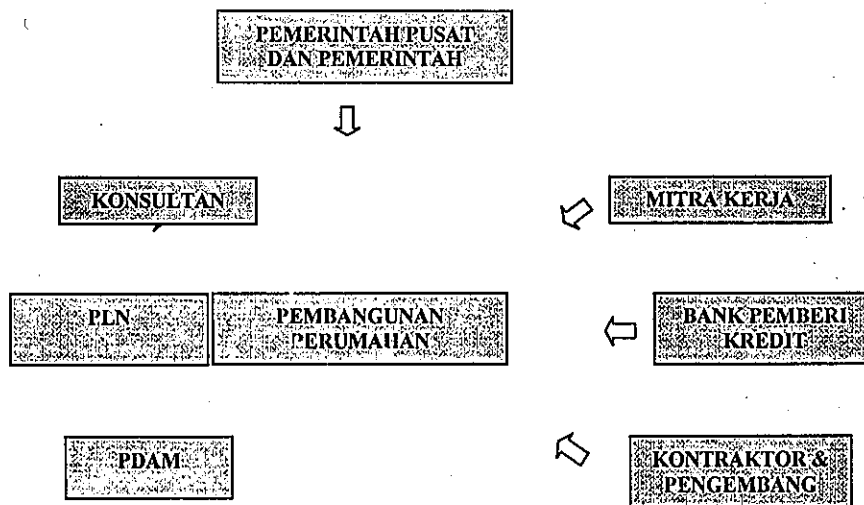 PEMERINTAH PUSAT
DAN PEMERINTAH
KONSULTAN
MITRA KERJA
PLN
PEMBANGUNAN
PERUMAHAN
BANK PEMBERI
KREDIT
PDAM
KONTRAKTOR &
PENGEMBANG